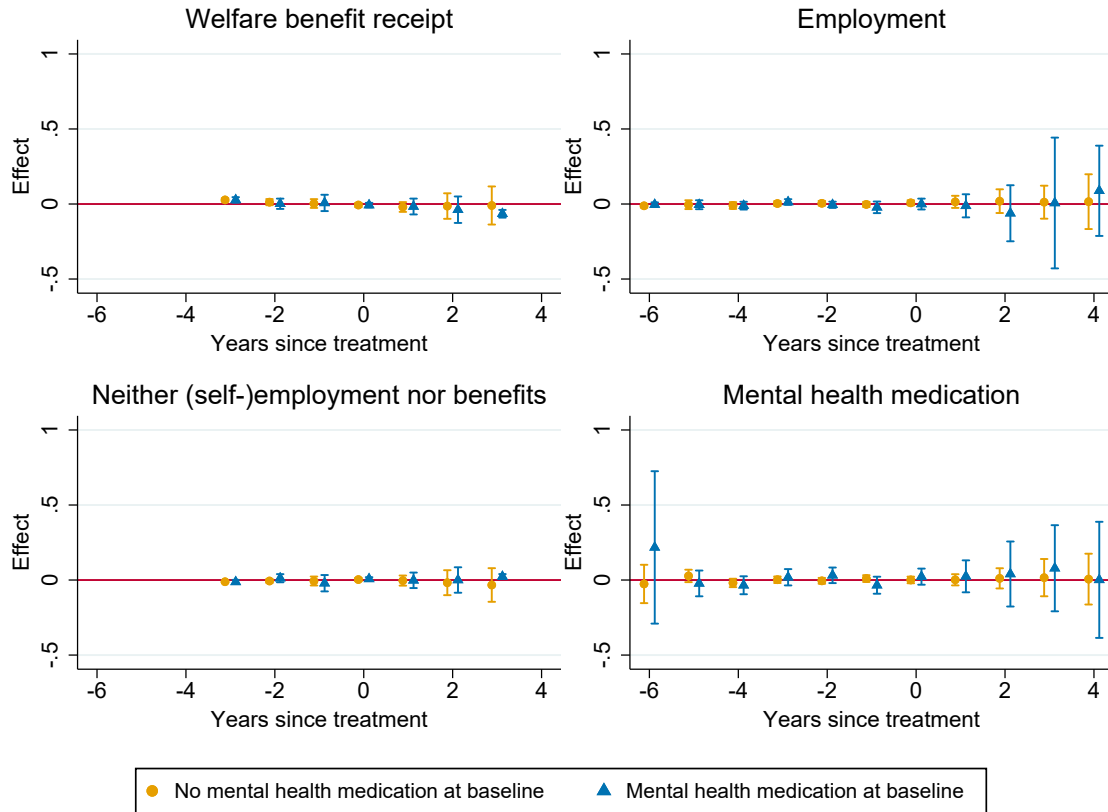 Welfare benefit receipt
Effect
1
.5
0
-.5
-6 -4 -2 0 2 4
Years since treatment
Employment
Effect
1
.5
0
-.5
-6 -4 -2 0 2 4
Years since treatment
Neither (self-)employment nor benefits
Effect
1
.5
0
-.5
-6 -4 -2 0 2 4
Years since treatment
Mental health medication
Effect
1
.5
0
-.5
-6 -4 -2 0 2 4
Years since treatment
No mental health medication at baseline
Mental health medication at baseline